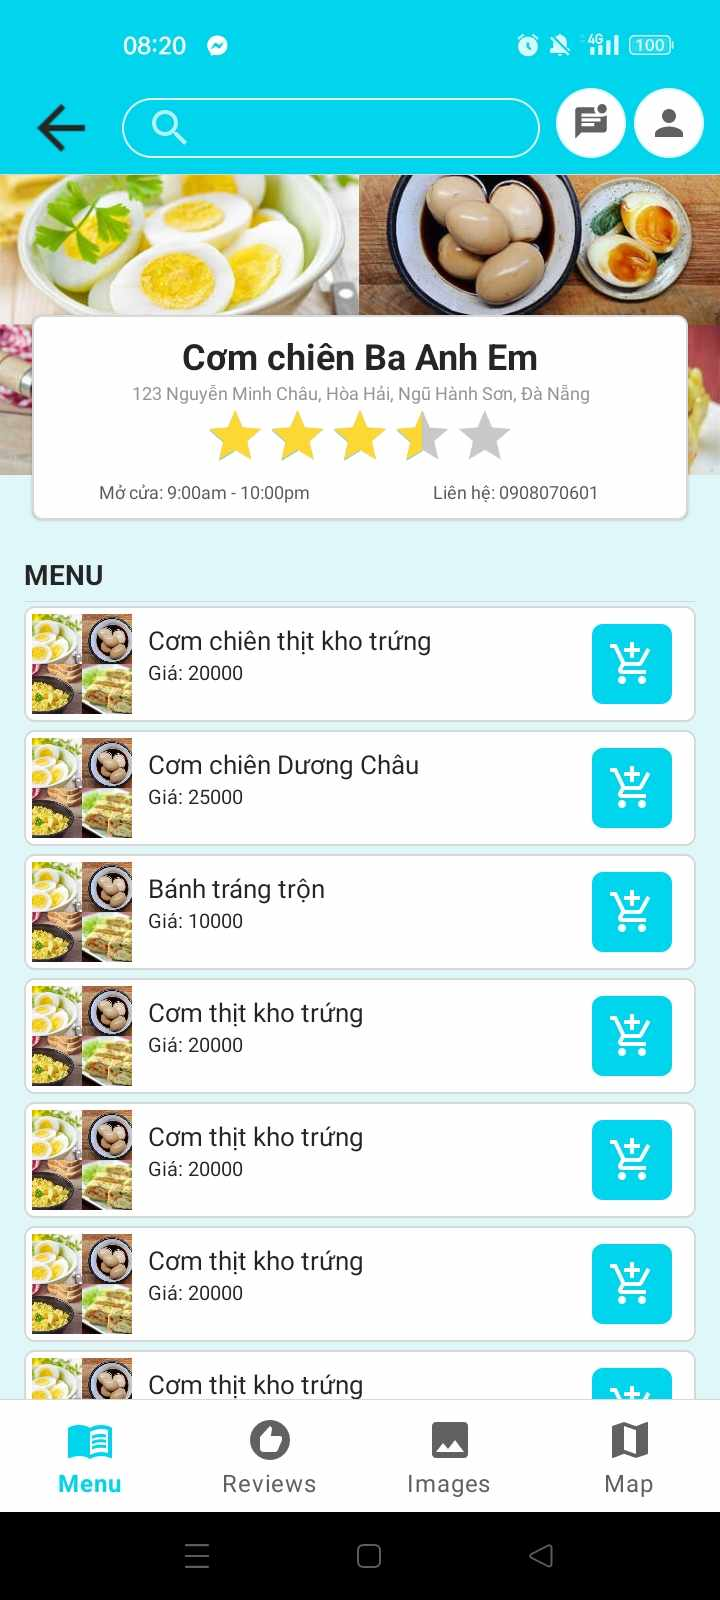 08:20
4G
100
Cơm chiên Ba Anh Em
123 Nguyễn Minh Châu, Hòa Hải, Ngũ Hành Sơn, Đà Nẵng
Mở cửa: 9:00am - 10:00pm
Liên hệ: 0908070601
MENU
Cơm chiên thịt kho trứng
Giá: 20000
Cơm chiên Dương Châu
Giá: 25000
Bánh tráng trộn
Giá: 10000
Cơm thịt kho trứng
Giá: 20000
Cơm thịt kho trứng
Giá: 20000
Cơm thịt kho trứng
Giá: 20000
Cơm thịt kho trứng
Menu
Reviews
Images
Map